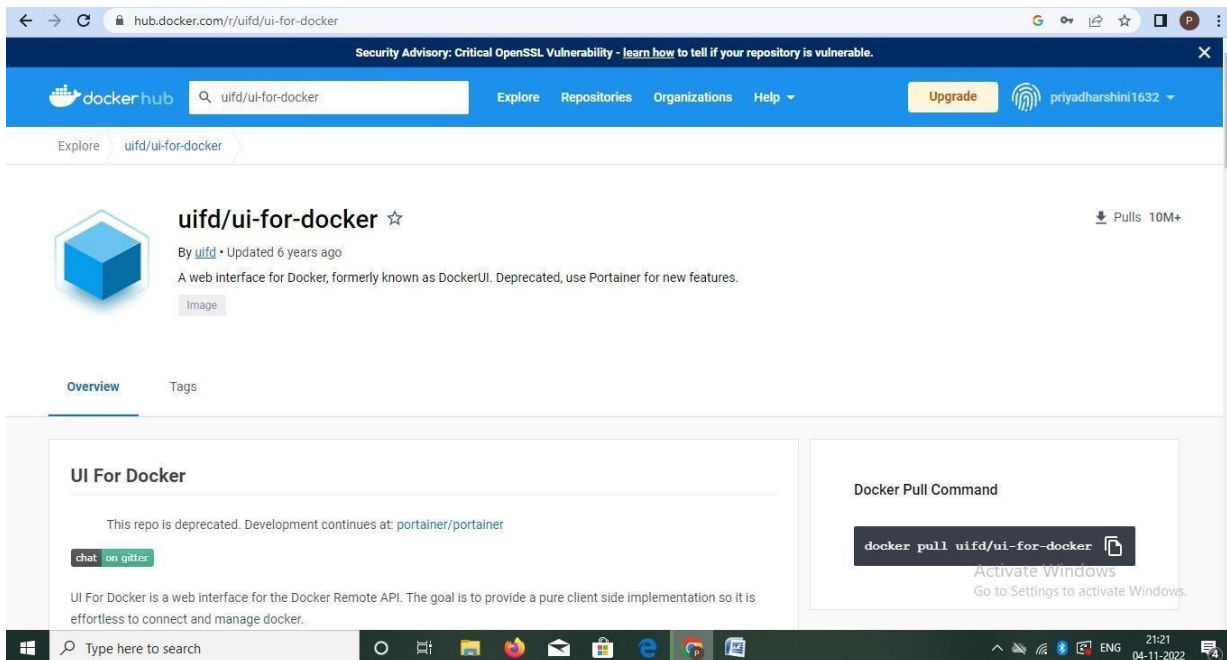 hub.docker.com/r/uifd/ui-for-docker
G
P
Security Advisory: Critical OpenSSL Vulnerability - learn how to tell if your repository is vulnerable.
dockerhub
uifd/ui-for-docker
Explore Repositories Organizations Help
Upgrade
priyadharshini1632
Explore uifd/ui-for-docker
uifd/ui-for-docker
Pulls 10M+
By uifd • Updated 6 years ago
A web interface for Docker, formerly known as DockerUI. Deprecated, use Portainer for new features.
Image
Overview Tags
UI For Docker
This repo is deprecated. Development continues at: portainer/portainer
chat on gitter
UI For Docker is a web interface for the Docker Remote API. The goal is to provide a pure client side implementation so it is
effortless to connect and manage docker.
Docker Pull Command
docker pull uifd/ui-for-docker
Activate Windows
Go to Settings to activate Windows.
Type here to search
ENG
21:21
04-11-2022
4